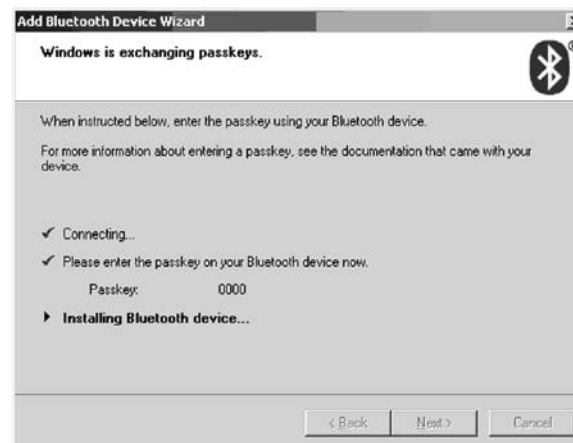 Add Bluetooth Device Wizard
Windows is exchanging passkeys.
When instructed below, enter the passkey using your Bluetooth device.
For more information about entering a passkey, see the documentation that came with your
device.
Connecting...
Please enter the passkey on your Bluetooth device now.
Passkey: 0000
Installing Bluetooth device...
< Back Next > Cancel